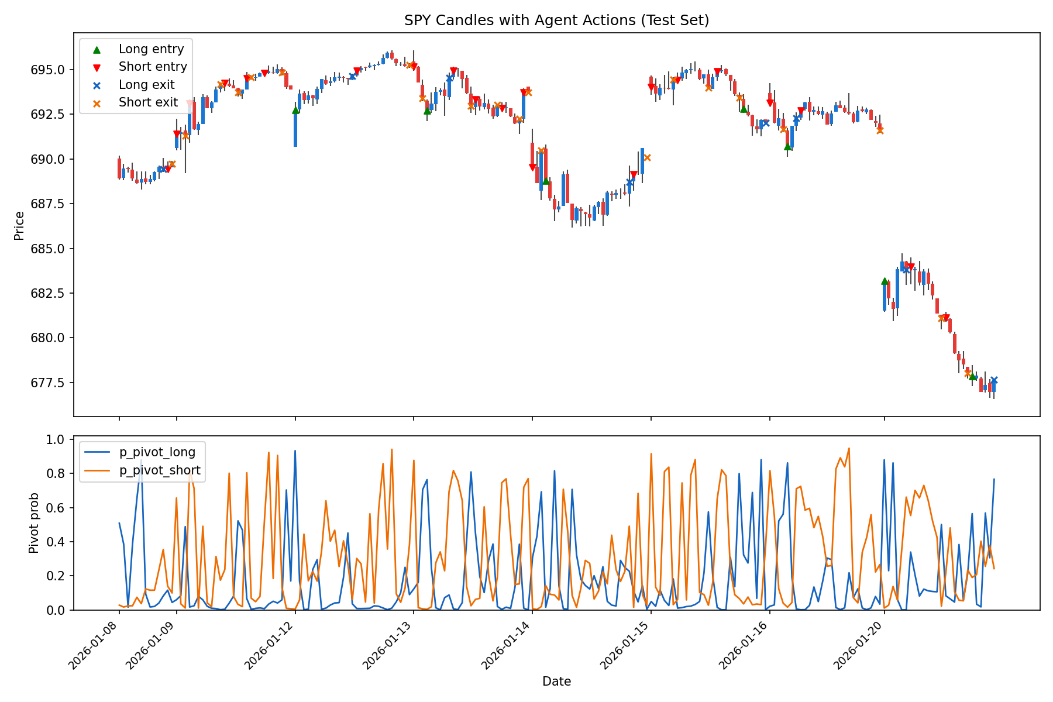 SPY Candles with Agent Actions (Test Set)
Long entry
Short entry
Long exit
Short exit
695.0
692.5
690.0
687.5
685.0
682.5
680.0
677.5
Price
p_pivot_long
p_pivot_short
1.0
0.8
0.6
0.4
0.2
0.0
Pivot prob
2026-01-08
2026-01-09
2026-01-12
2026-01-13
2026-01-14
2026-01-15
2026-01-16
2026-01-20
Date